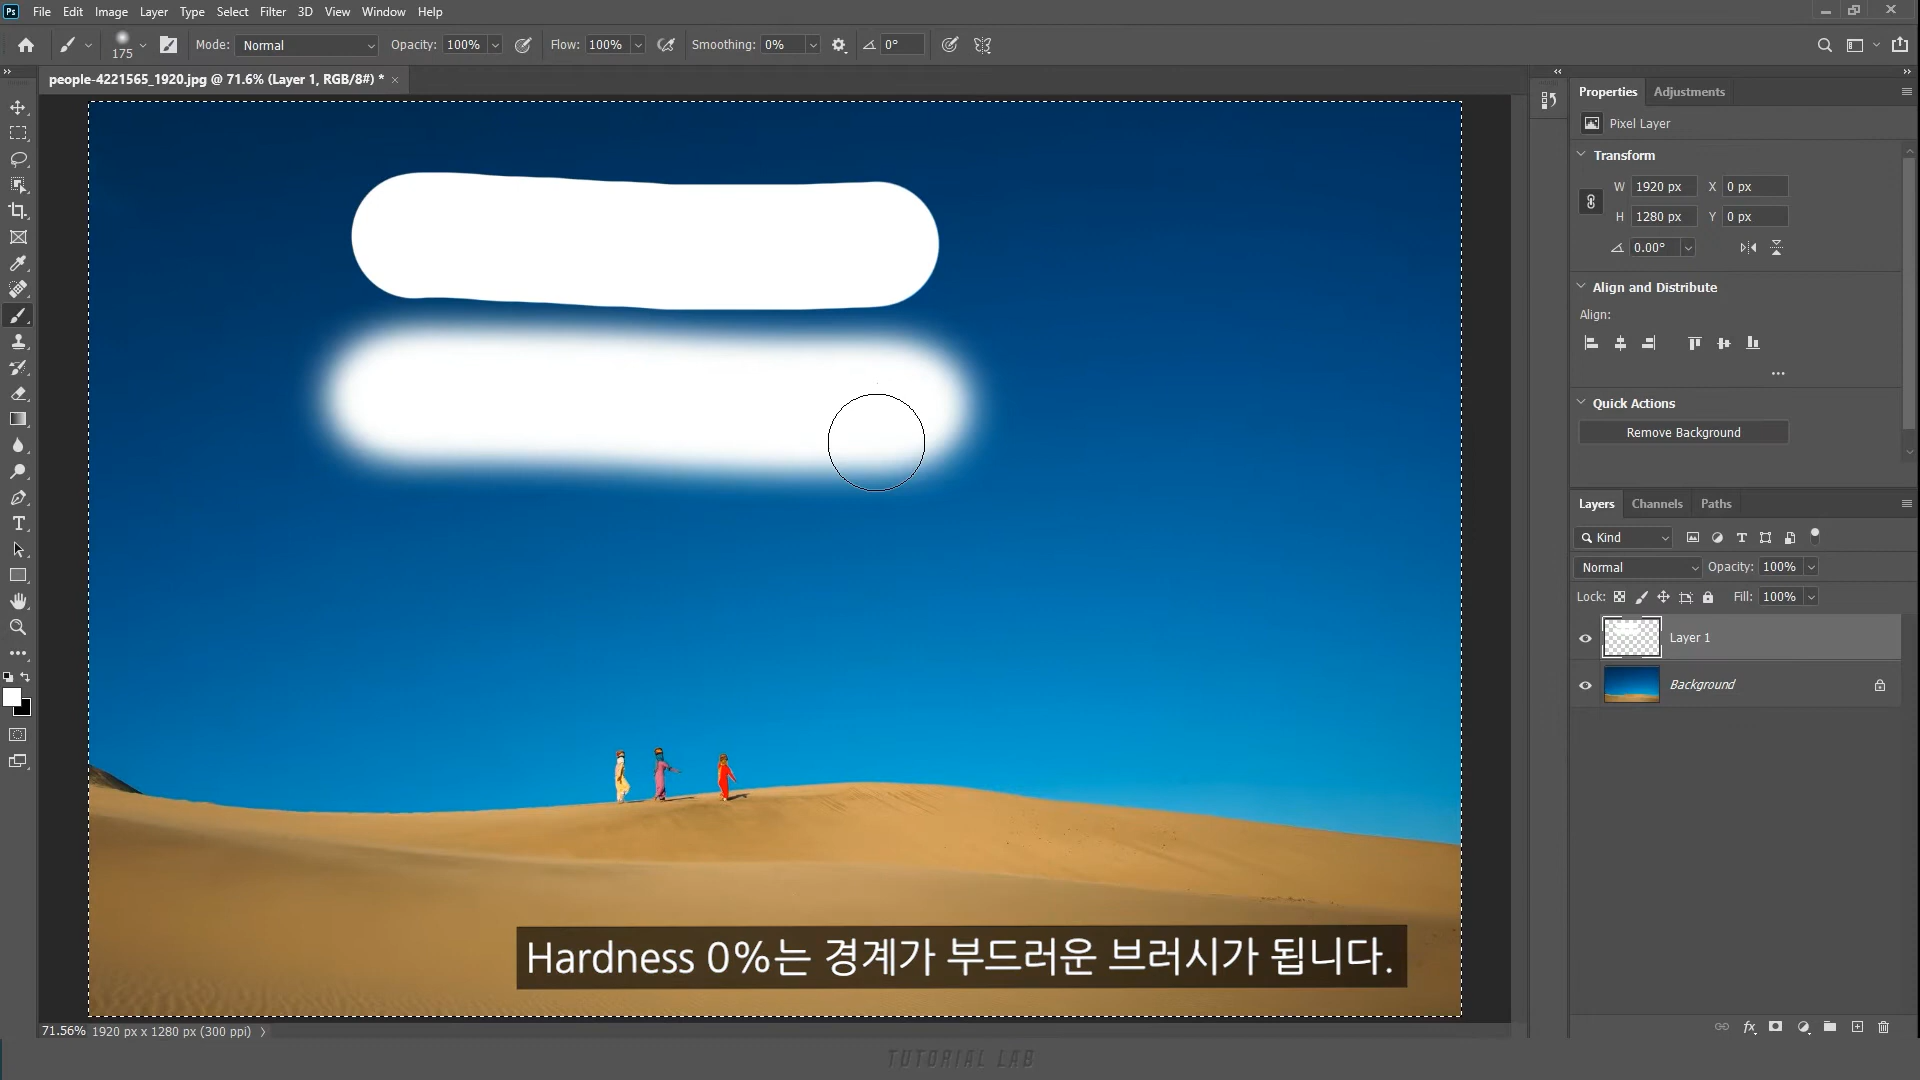 Ps File Edit Image Layer Type Select Filter 3D View Window Help
175 Mode: Normal Opacity: 100% Flow: 100% Smoothing: 0% 0°
people-4221565_1920.jpg @ 71.6% (Layer 1, RGB/8#) * ×
Properties Adjustments
Pixel Layer
Transform
W 1920 px X 0 px
H 1280 px Y 0 px
0.00°
Align and Distribute
Align:
Quick Actions
Remove Background
Layers Channels Paths
Kind
Normal Opacity: 100%
Lock: Fill: 100%
Layer 1
Background
Hardness 0%는 경계가 부드러운 브러시가 됩니다.
71.56% 1920 px x 1280 px (300 ppi)
TUTORIAL LAB